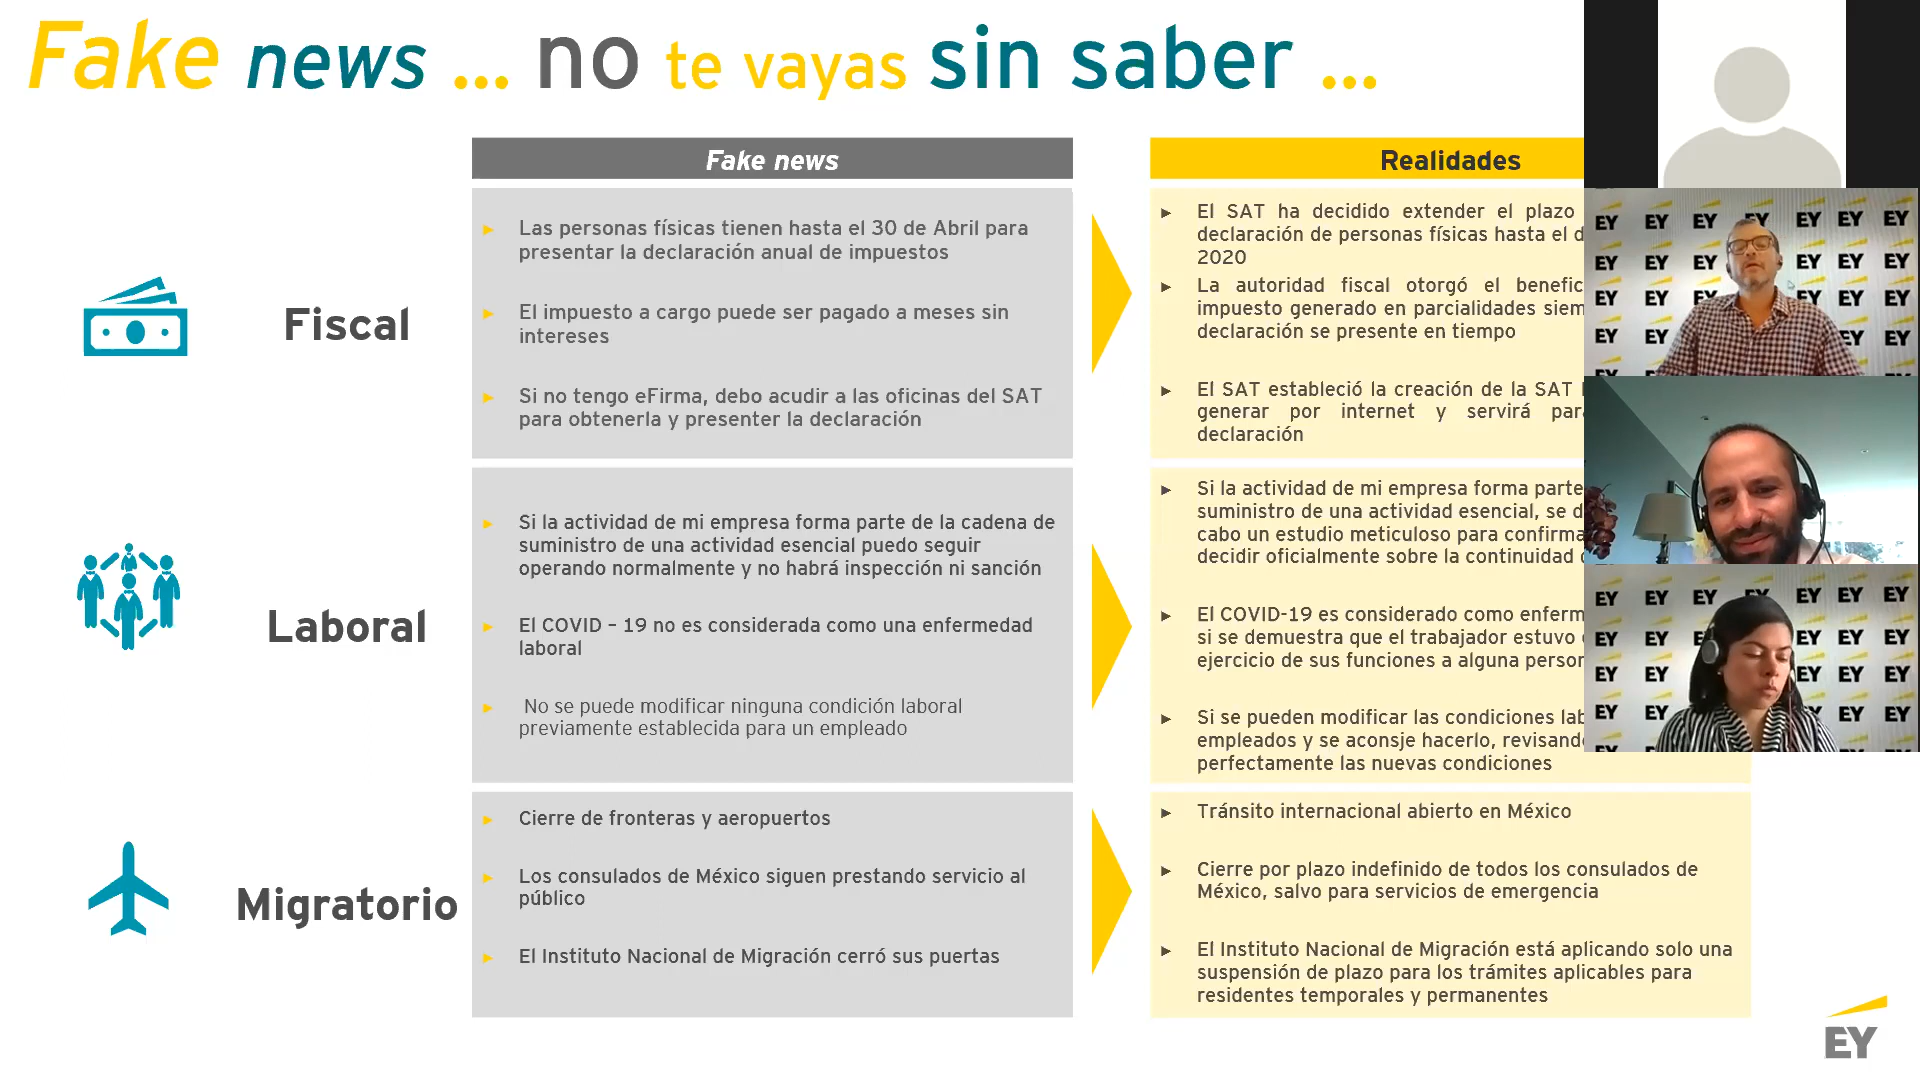 Fake news ... no te vayas sin saber ...
Fake news
Realidades
Fiscal
Las personas físicas tienen hasta el 30 de Abril para
presentar la declaración anual de impuestos
El impuesto a cargo puede ser pagado a meses sin
intereses
Si no tengo eFirma, debo acudir a las oficinas del SAT
para obtenerla y presenter la declaración
El SAT ha decidido extender el plazo
declaración de personas físicas hasta el
2020
La autoridad fiscal otorgó el
impuesto generado en parcialidades
declaración se presente en tiempo
El SAT estableció la creación de la SAT
generar por internet y servirá
declaración
Laboral
Si la actividad de mi empresa forma parte de la cadena de
suministro de una actividad esencial puedo seguir
operando normalmente y no habrá inspección ni sanción
El COVID – 19 no es considerada como una enfermedad
laboral
No se puede modificar ninguna condición laboral
previamente establecida para un empleado
Si la actividad de mi empresa forma parte
suministro de una actividad esencial, se
cabo un estudio meticuloso para
decidir oficialmente sobre la continuidad
El COVID-19 es considerado como
si se demuestra que el trabajador estuvo
ejercicio de sus funciones a alguna
Si se pueden modificar las condiciones
empleados y se aconsje hacerlo,
perfectamente las nuevas condiciones
Migratorio
Cierre de fronteras y aeropuertos
Los consulados de México siguen prestando servicio al
público
El Instituto Nacional de Migración cerró sus puertas
Tránsito internacional abierto en México
Cierre por plazo indefinido de todos los consulados de
México, salvo para servicios de emergencia
El Instituto Nacional de Migración está aplicando solo una
suspensión de plazo para los trámites aplicables para
residentes temporales y permanentes
EY